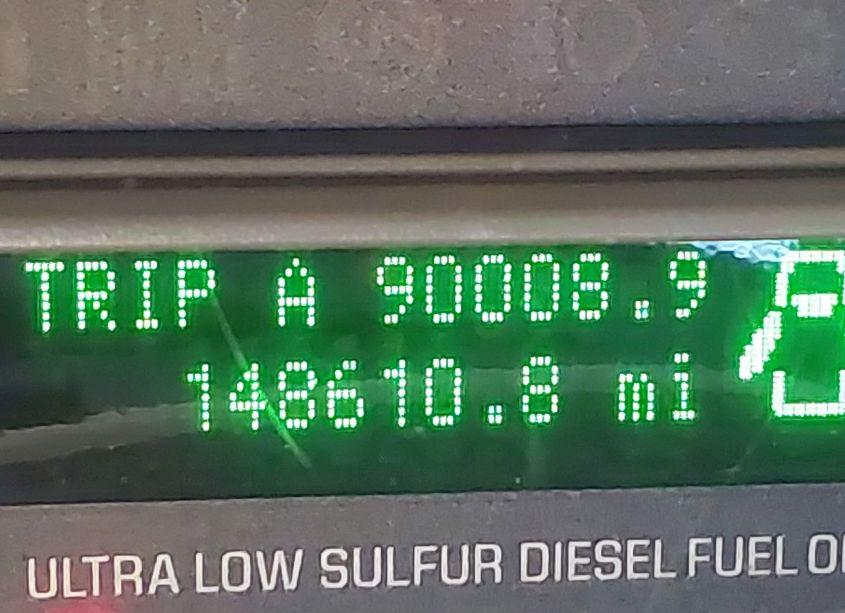 TRIP A 90008.9
148610.8 mi
ULTRA LOW SULFUR DIESEL FUEL